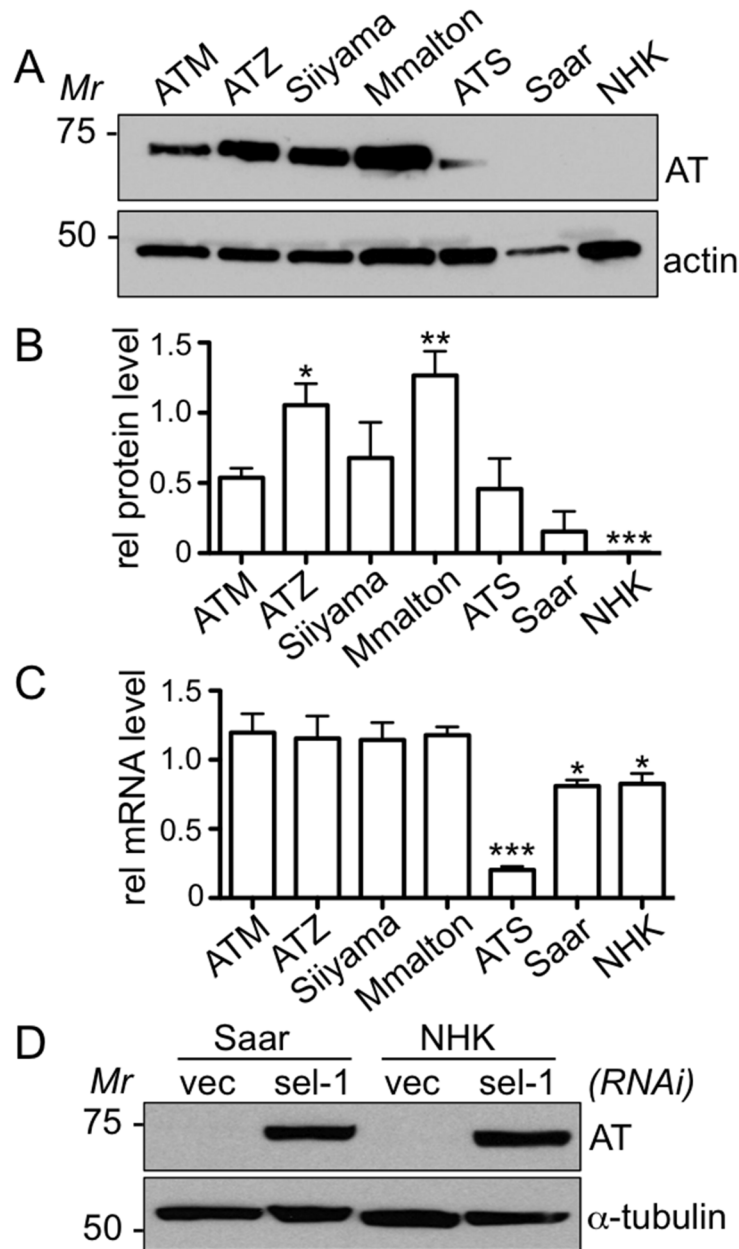 A
Mr ATM ATZ Siiyama Mmalton ATS Saar NHK
75
AT
50
actin
B
rel protein level
1.5
1.0
0.5
0
* ** ***
ATM ATZ Siiyama Mmalton ATS Saar NHK
C
rel mRNA level
1.5
1.0
0.5
0
*** * *
ATM ATZ Siiyama Mmalton ATS Saar NHK
D
Saar NHK
Mr vec sel-1 vec sel-1 (RNAi)
75
AT
50
α-tubulin